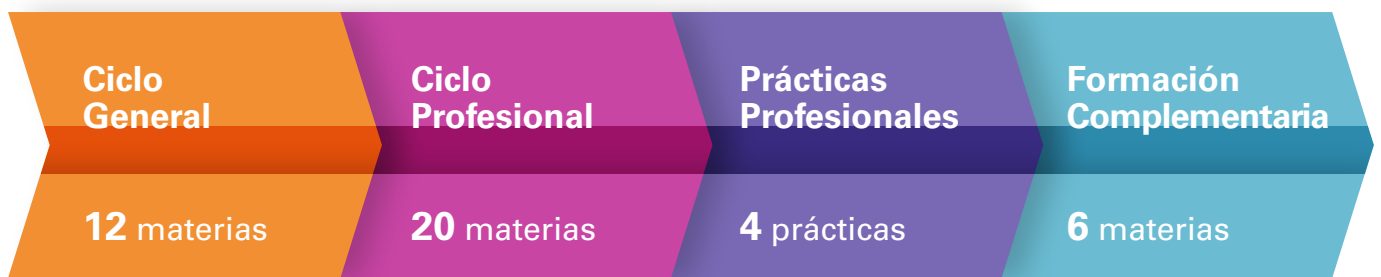 Ciclo
General
12 materias
Ciclo
Profesional
20 materias
Prácticas
Profesionales
4 prácticas
Formación
Complementaria
6 materias